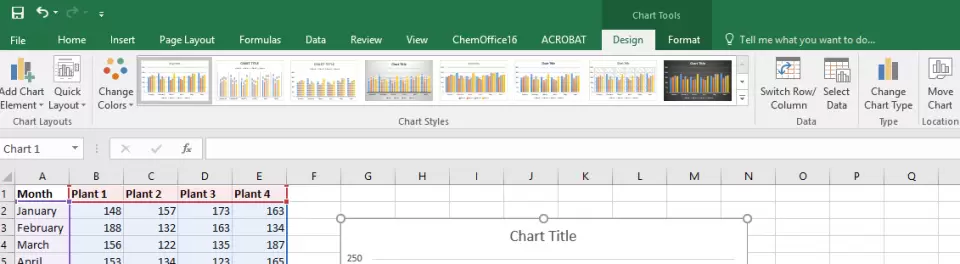 Chart Tools
File Home Insert Page Layout Formulas Data Review View ChemOffice16 ACROBAT Design Format Tell me what you want to do...
Add Chart Quick Change Switch Row/ Select Change Move
Element Layout Colors Column Data Chart Type Chart
Chart Layouts Chart Styles Data Type Location
Chart 1 fx
A B C D E F G H I J K L M N O P Q
1 Month Plant 1 Plant 2 Plant 3 Plant 4
2 January 148 157 173 163
3 February 188 132 163 134
4 March 156 122 135 187
Chart Title
5 April 153 134 123 165
250